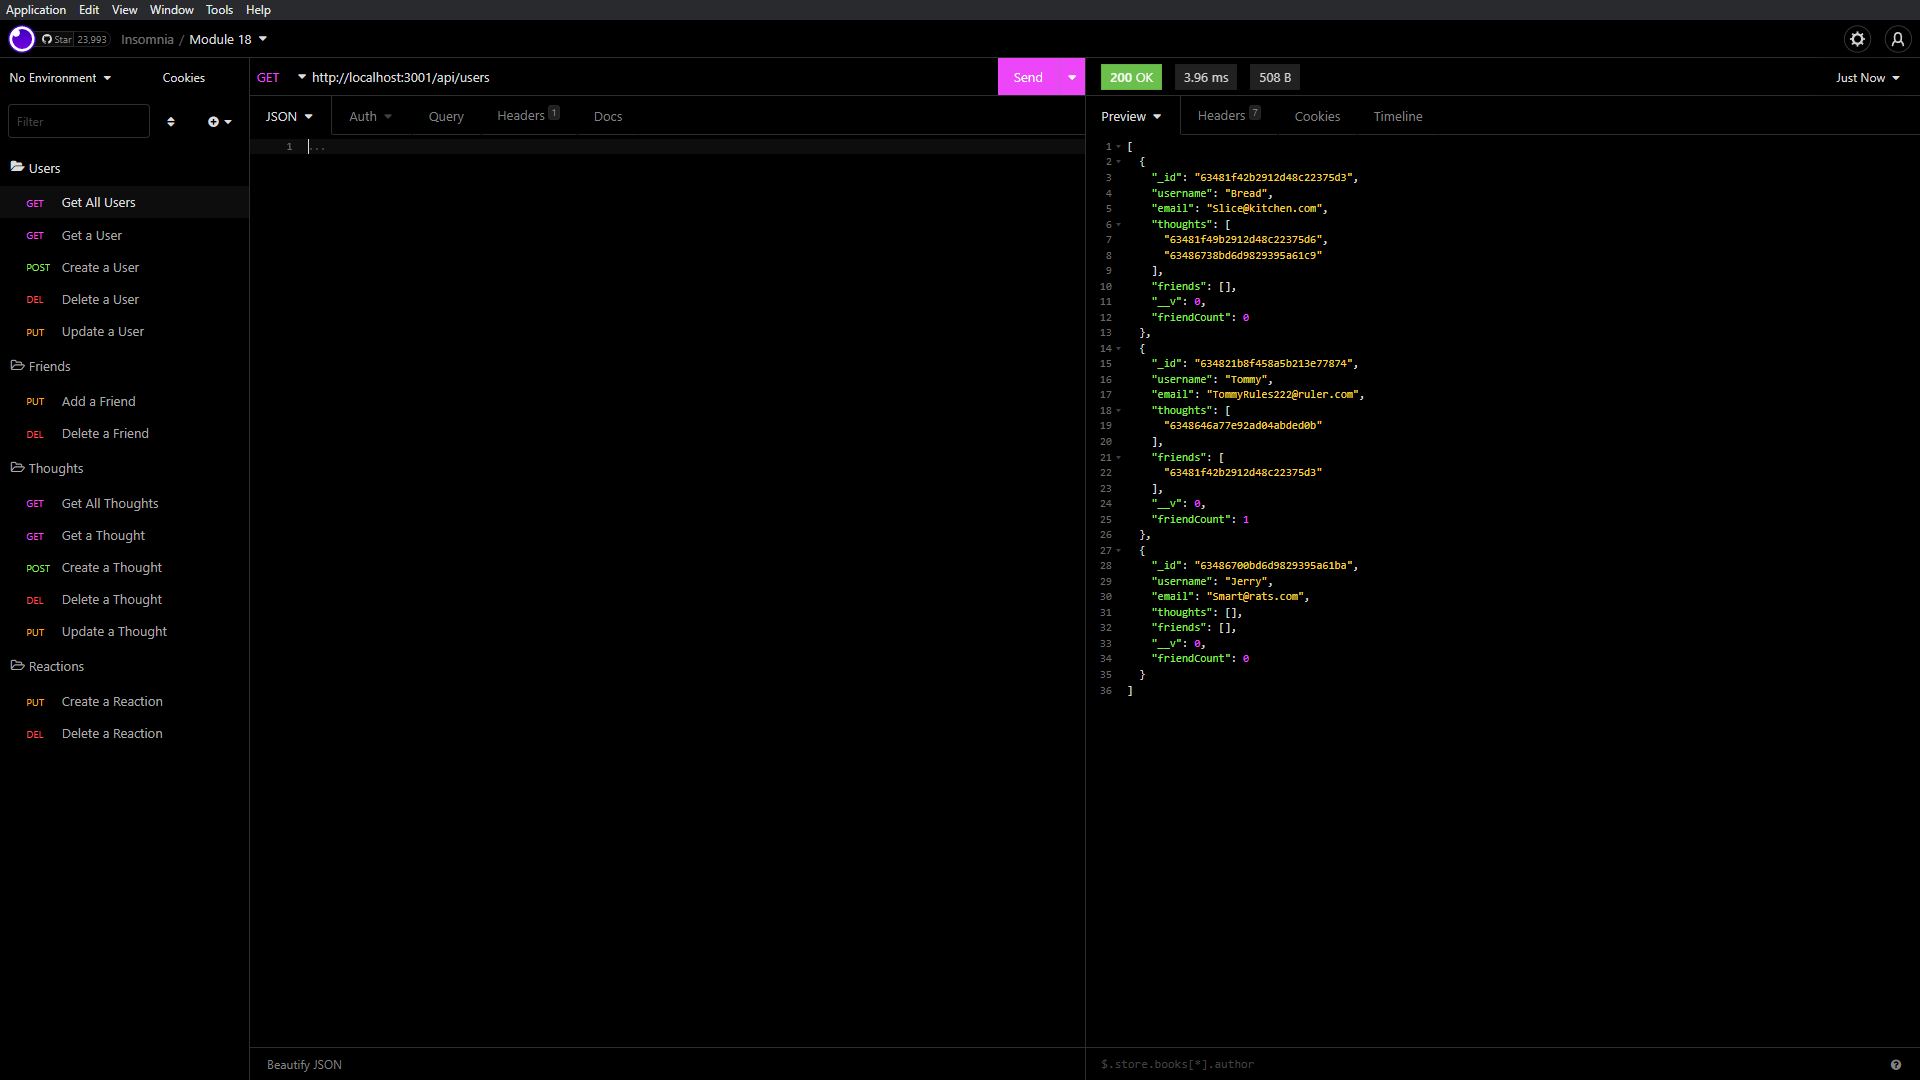 Application Edit View Window Tools Help
Star 23,993 Insomnia / Module 18
No Environment Cookies
Filter
Users
GET Get All Users
GET Get a User
POST Create a User
DEL Delete a User
PUT Update a User
Friends
PUT Add a Friend
DEL Delete a Friend
Thoughts
GET Get All Thoughts
GET Get a Thought
POST Create a Thought
DEL Delete a Thought
PUT Update a Thought
Reactions
PUT Create a Reaction
DEL Delete a Reaction
GET http://localhost:3001/api/users Send
JSON Auth Query Headers 1 Docs
1 ...
Beautify JSON
200 OK 3.96 ms 508 B Just Now
Preview Headers 7 Cookies Timeline
1 [
2 {
3 "_id": "63481f42b2912d48c22375d3",
4 "username": "Bread",
5 "email": "Slice@kitchen.com",
6 "thoughts": [
7 "63481f49b2912d48c22375d6",
8 "63486738bd6d9829395a61c9"
9 ],
10 "friends": [],
11 "__v": 0,
12 "friendCount": 0
13 },
14 {
15 "_id": "634821b8f458a5b213e77874",
16 "username": "Tommy",
17 "email": "TommyRules222@ruler.com",
18 "thoughts": [
19 "6348646a77e92ad04abded0b"
20 ],
21 "friends": [
22 "63481f42b2912d48c22375d3"
23 ],
24 "__v": 0,
25 "friendCount": 1
26 },
27 {
28 "_id": "63486700bd6d9829395a61ba",
29 "username": "Jerry",
30 "email": "Smart@rats.com",
31 "thoughts": [],
32 "friends": [],
33 "__v": 0,
34 "friendCount": 0
35 }
36 ]
$.store.books[*].author